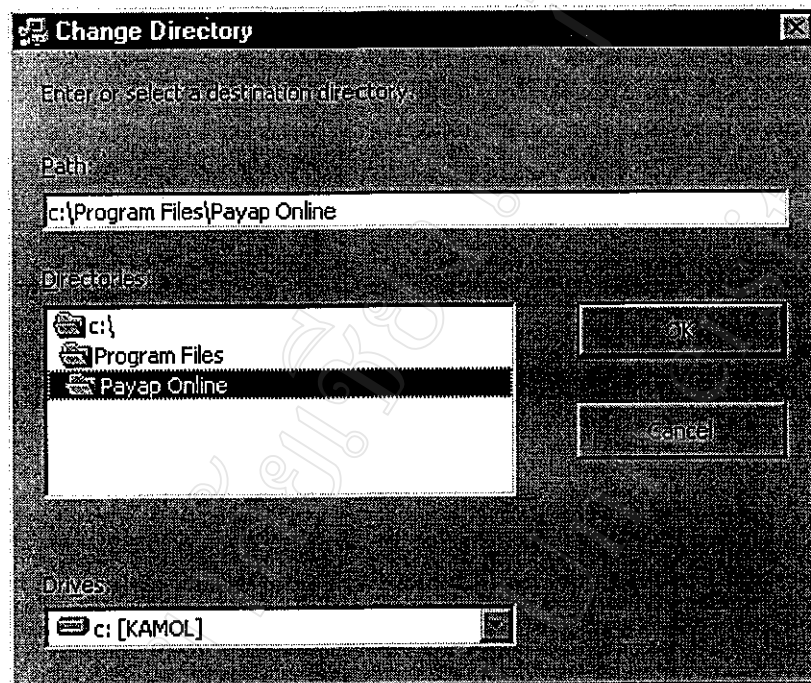 Change Directory
Enter or select a destination directory:
Path:
c:\Program Files\Payap Online
Directories:
c:\
Program Files
Payap Online
OK
Cancel
Drives:
c: [KAMOL]